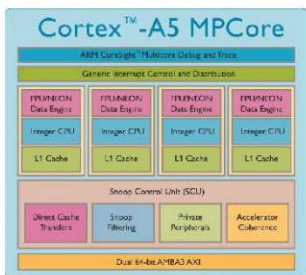 Cortex™-A5 MPCore
ARM CoreSight™ Multicore Debug and Trace
Generic Interrupt Control and Distribution
FPU/NEON
Data Engine
Integer CPU
L1 Cache
FPU/NEON
Data Engine
Integer CPU
L1 Cache
FPU/NEON
Data Engine
Integer CPU
L1 Cache
FPU/NEON
Data Engine
Integer CPU
L1 Cache
Snoop Control Unit (SCU)
Direct Cache
Transfers
Snoop
Filtering
Private
Peripherals
Accelerator
Coherence
Dual 64-bit AMBA3 AXI